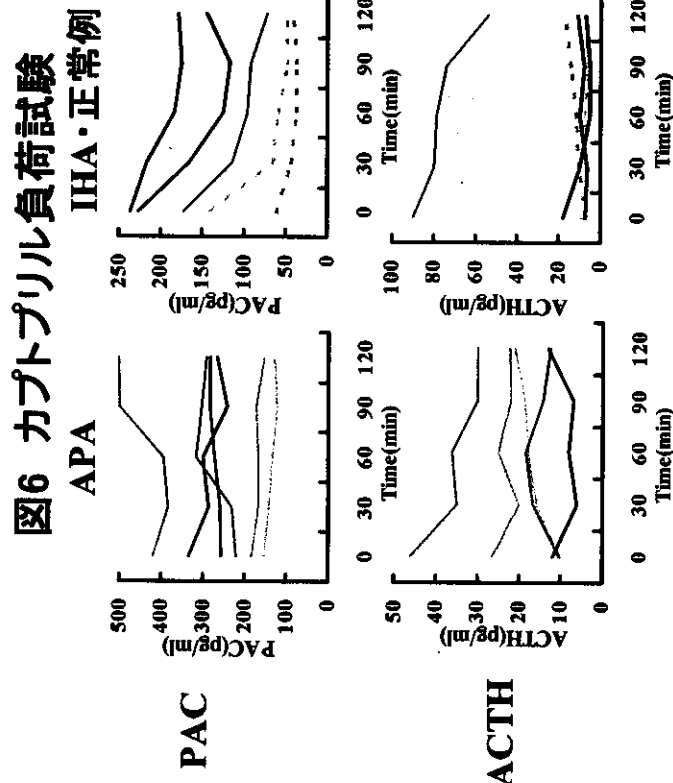 図6 カプトプリル負荷試験
APA
IHA・正常例
PAC
PAC(pg/ml)
500
400
300
200
100
0
0 30 60 90 120
Time(min)
PAC(pg/ml)
250
200
150
100
50
0
0 30 60 90 120
Time(min)
ACTH
ACTH(pg/ml)
50
40
30
20
10
0
0 30 60 90 120
Time(min)
ACTH(pg/ml)
100
80
60
40
20
0
0 30 60 90 120
Time(min)